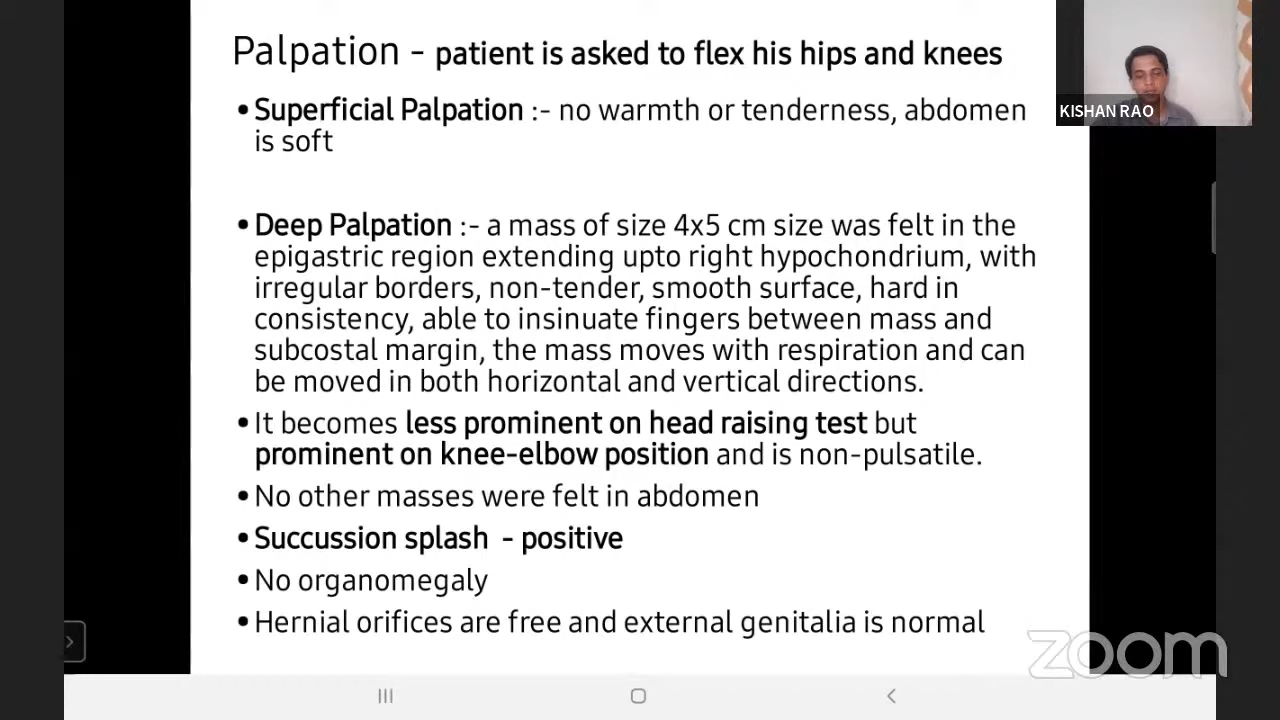 Palpation - patient is asked to flex his hips and knees
•Superficial Palpation :- no warmth or tenderness, abdomen
is soft
•Deep Palpation :- a mass of size 4x5 cm size was felt in the
epigastric region extending upto right hypochondrium, with
irregular borders, non-tender, smooth surface, hard in
consistency, able to insinuate fingers between mass and
subcostal margin, the mass moves with respiration and can
be moved in both horizontal and vertical directions.
•It becomes less prominent on head raising test but
prominent on knee-elbow position and is non-pulsatile.
•No other masses were felt in abdomen
•Succussion splash - positive
•No organomegaly
•Hernial orifices are free and external genitalia is normal
KISHAN RAO
zoom